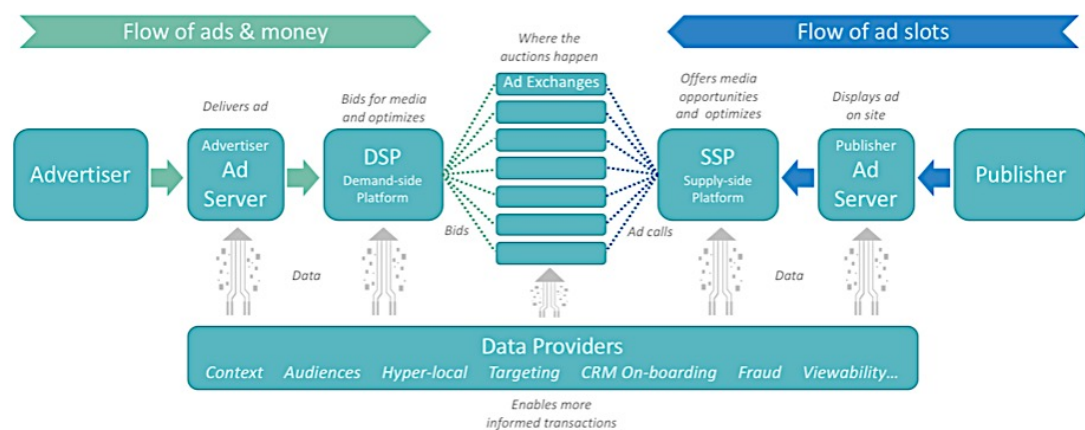 Flow of ads & money
Flow of ad slots
Where the
auctions happen
Ad Exchanges
Delivers ad
Bids for media
and optimizes
Offers media
opportunities
and optimizes
Displays ad
on site
Advertiser
Advertiser
Ad
Server
DSP
Demand-side
Platform
SSP
Supply-side
Platform
Publisher
Ad
Server
Publisher
Bids
Ad calls
Data
Data
Data Providers
Context Audiences Hyper-local Targeting CRM On-boarding Fraud Viewability...
Enables more
informed transactions